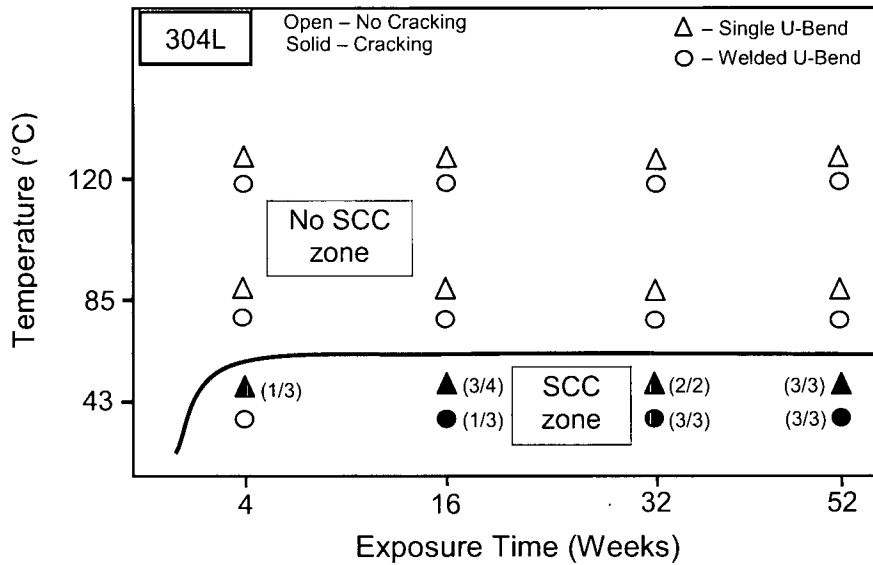 304L
Open – No Cracking
Solid – Cracking
– Single U-Bend
– Welded U-Bend
Temperature (°C)
120
85
43
No SCC
zone
(1/3)
(3/4)
SCC
zone
(2/2)
(3/3)
(1/3)
(3/3)
(3/3)
4
16
32
52
Exposure Time (Weeks)